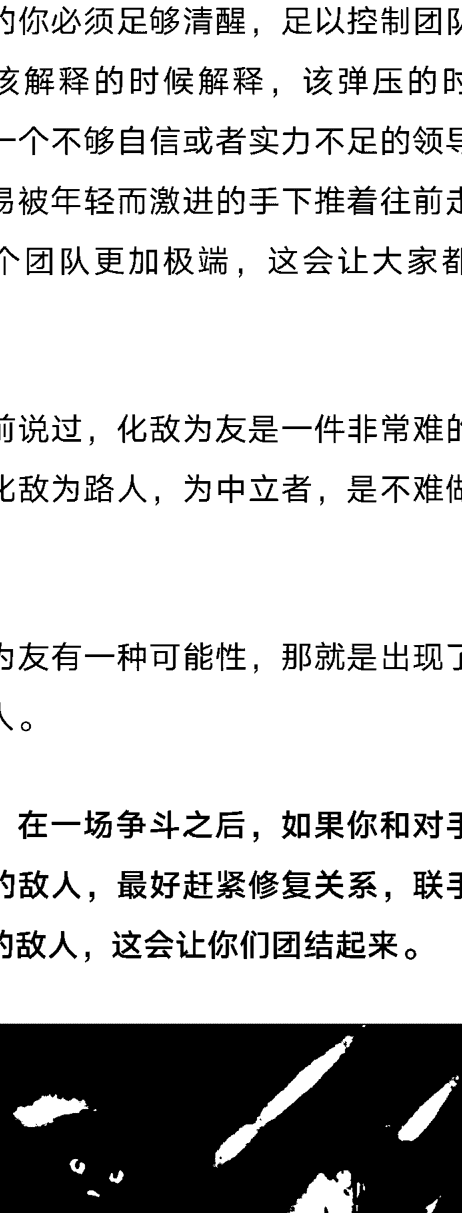 的你必须足够清醒，足以控制团队
该解释的时候解释，该弹压的时
一个不够自信或者实力不足的领导
易被年轻而激进的手下推着往前走
个团队更加极端，这会让大家都
前说过，化敌为友是一件非常难的
化敌为路人，为中立者，是不难做
为友有一种可能性，那就是出现了
人。
在一场争斗之后，如果你和对手
的敌人，最好赶紧修复关系，联手
的敌人，这会让你们团结起来。